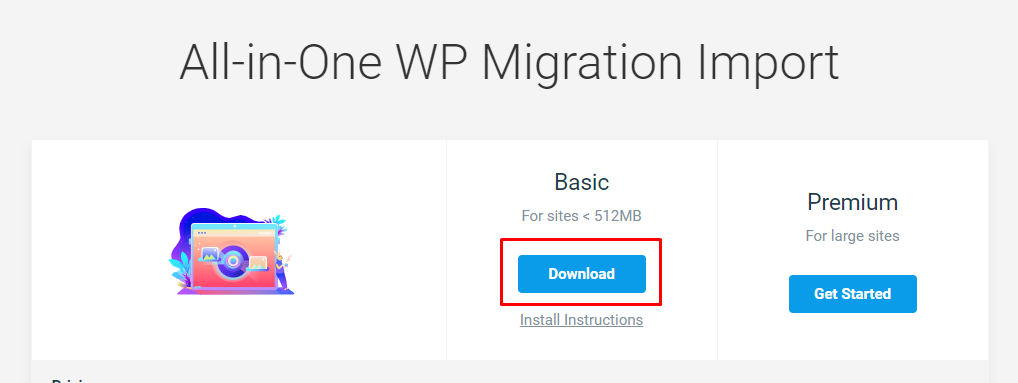 All-in-One WP Migration Import
Basic
For sites < 512MB
Download
Install Instructions
Premium
For large sites
Get Started